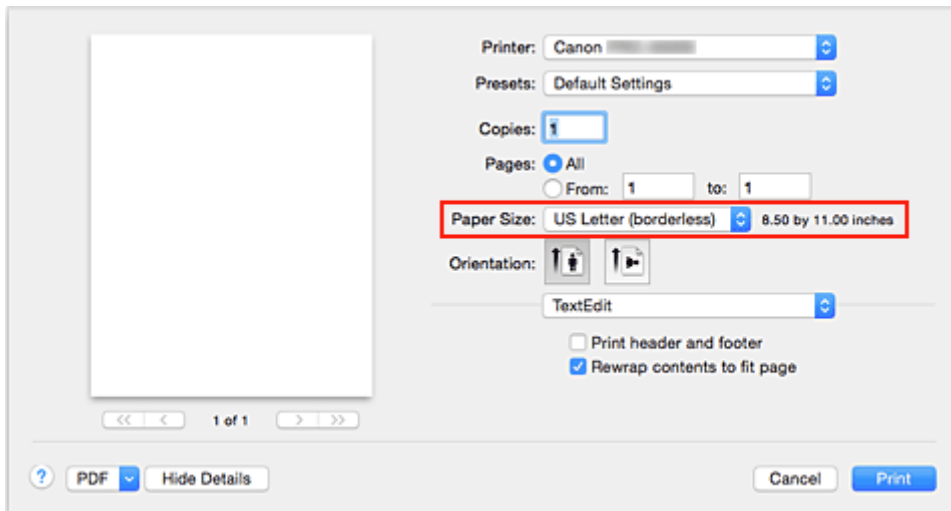 Printer: Canon
Presets: Default Settings
Copies: 1
Pages: All
From: 1 to: 1
Paper Size: US Letter (borderless) 8.50 by 11.00 inches
Orientation:
TextEdit
Print header and footer
Rewrap contents to fit page
<< < 1 of 1 > >>
? PDF Hide Details Cancel Print